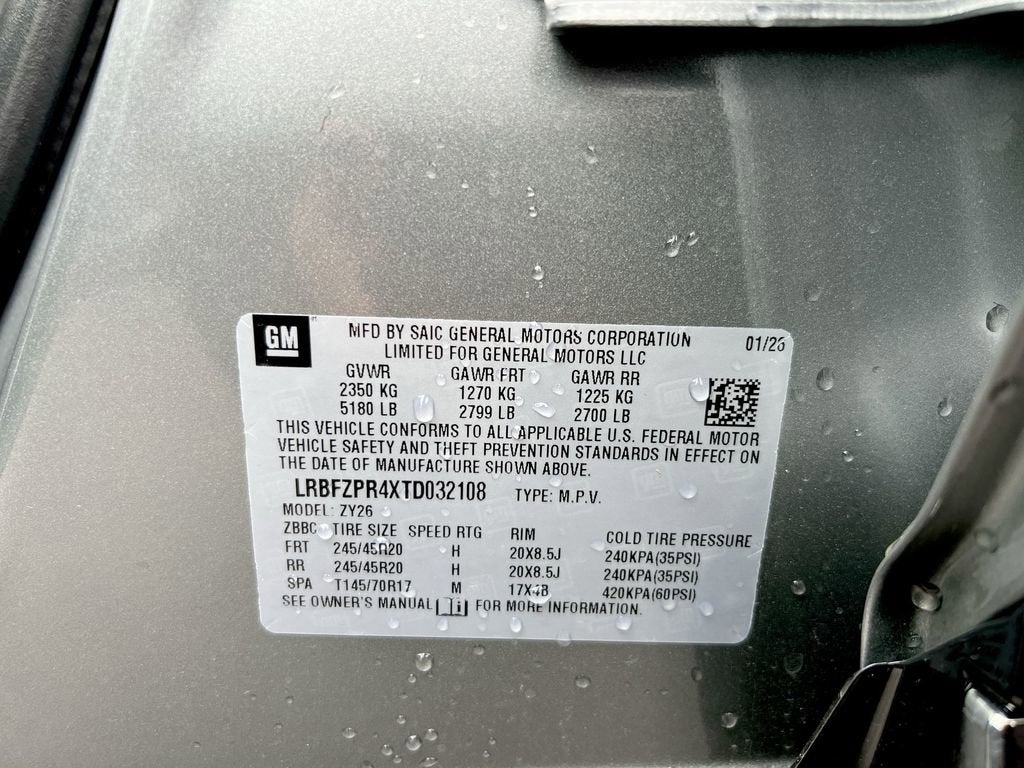 GM MFD BY SAIC GENERAL MOTORS CORPORATION 01/26
LIMITED FOR GENERAL MOTORS LLC
GVWR GAWR FRT GAWR RR
2350 KG 1270 KG 1225 KG
5180 LB 2799 LB 2700 LB
THIS VEHICLE CONFORMS TO ALL APPLICABLE U.S. FEDERAL MOTOR
VEHICLE SAFETY AND THEFT PREVENTION STANDARDS IN EFFECT ON
THE DATE OF MANUFACTURE SHOWN ABOVE.
LRBFZPR4XTD032108 TYPE: M.P.V.
MODEL: ZY26
ZBBC TIRE SIZE SPEED RTG RIM COLD TIRE PRESSURE
FRT 245/45R20 H 20X8.5J 240KPA(35PSI)
RR 245/45R20 H 20X8.5J 240KPA(35PSI)
SPA T145/70R17 M 17X4B 420KPA(60PSI)
SEE OWNER'S MANUAL FOR MORE INFORMATION.